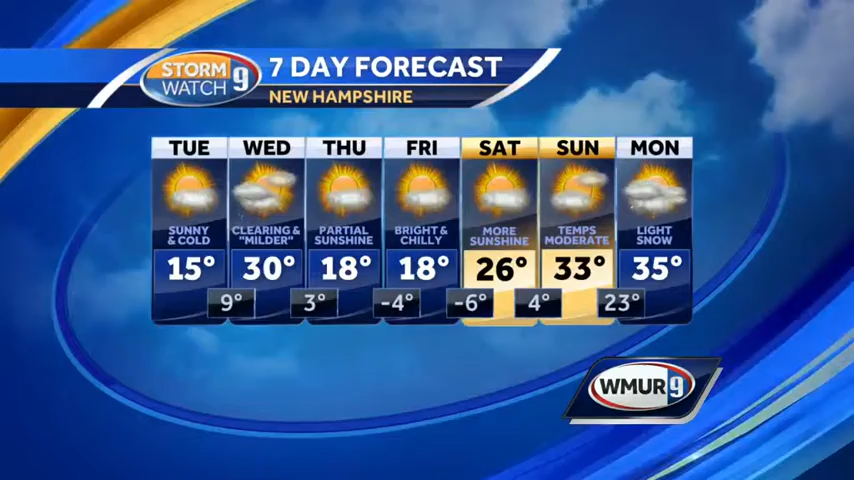 STORM
WATCH 9
7 DAY FORECAST
NEW HAMPSHIRE
TUE WED THU FRI SAT SUN MON
SUNNY & COLD
CLEARING & "MILDER"
PARTIAL SUNSHINE
BRIGHT & CHILLY
MORE SUNSHINE
TEMPS MODERATE
LIGHT SNOW
15° 30° 18° 18° 26° 33° 35°
9° 3° -4° -6° 4° 23°
WMUR 9